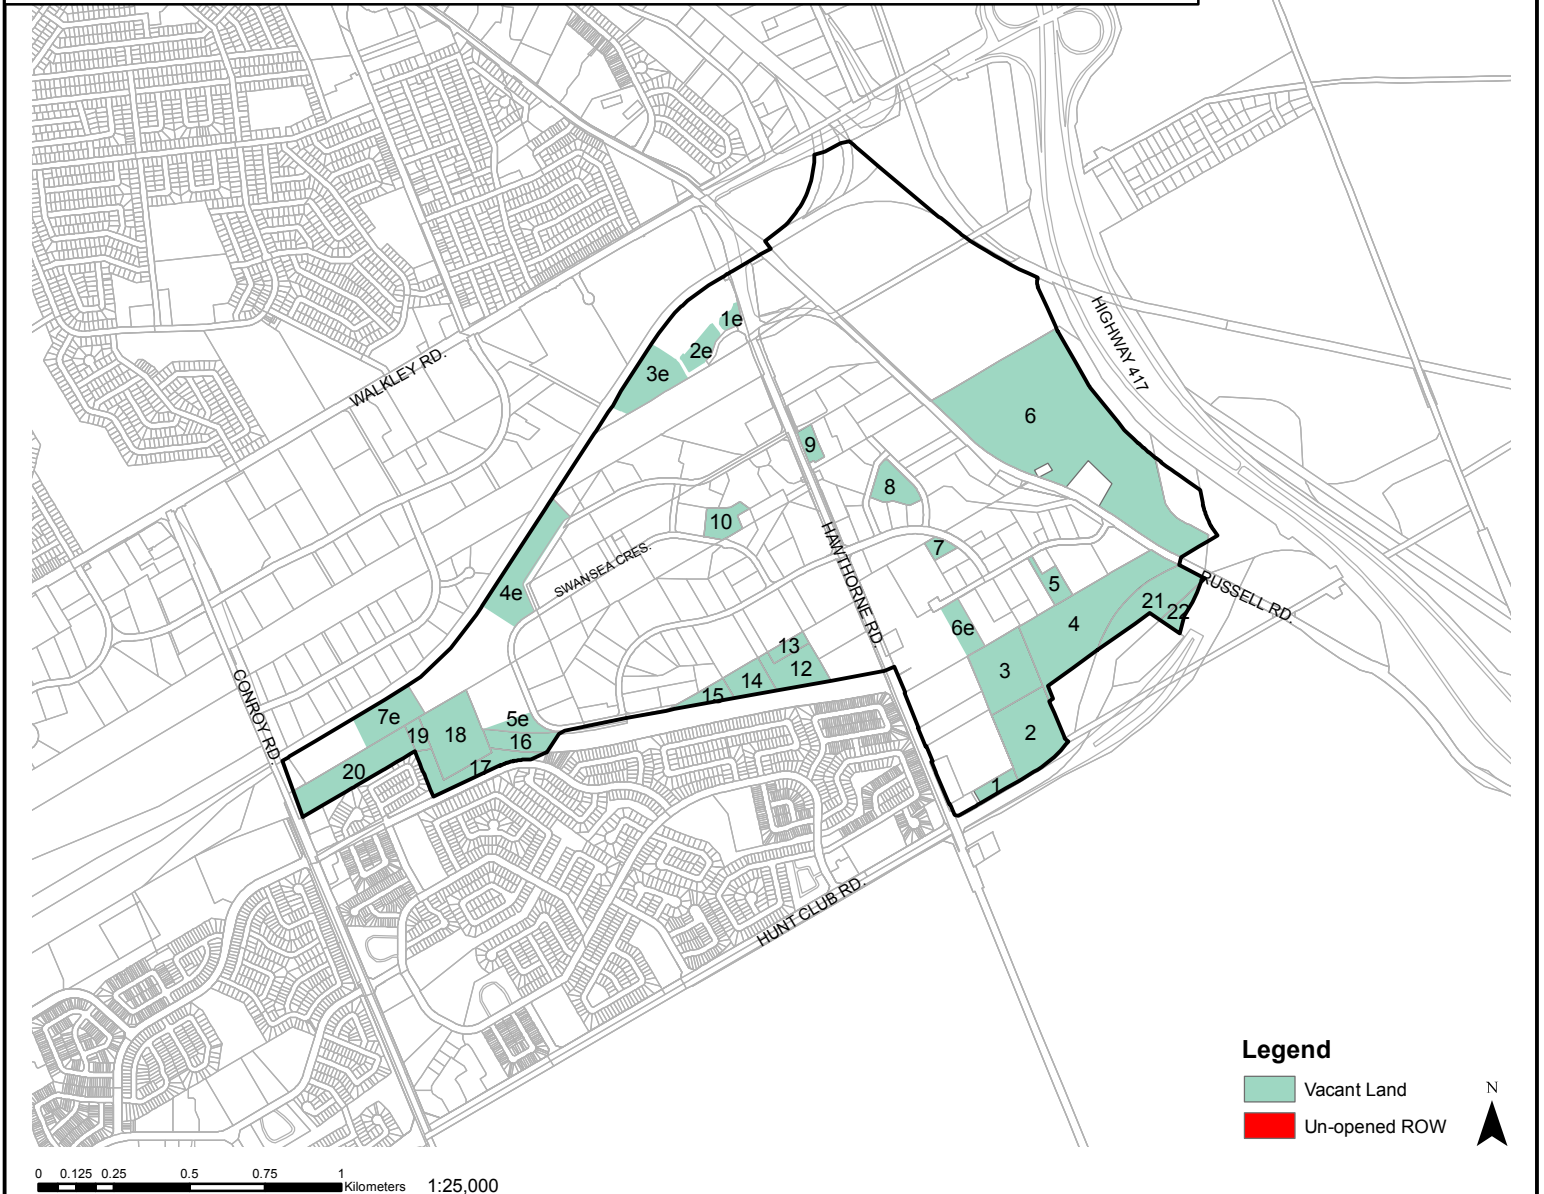 1e
2e
3e
WALKLEY RD.
HIGHWAY 417
6
9
8
10
HAWTHORNE RD.
7
SWANSEA CRES.
4e
5
RUSSELL RD.
21
22
6e
4
13
12
3
14
15
CONROY RD.
7e
5e
19
18
16
2
20
17
1
HUNT CLUB RD.
Legend
Vacant Land
Un-opened ROW
N
0 0.125 0.25 0.5 0.75 1
Kilometers 1:25,000